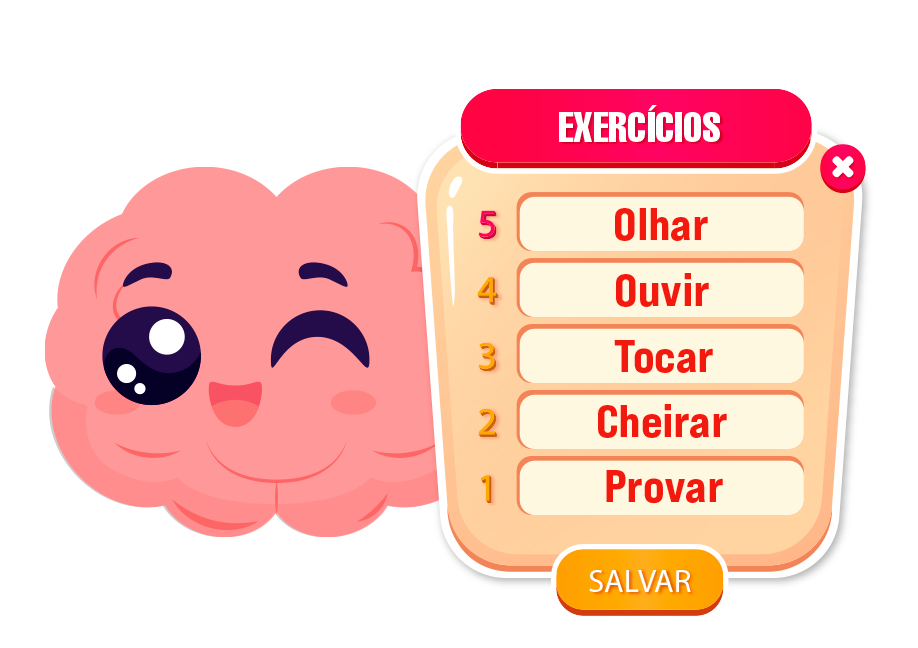 EXERCÍCIOS
5 Olhar
4 Ouvir
3 Tocar
2 Cheirar
1 Provar
SALVAR